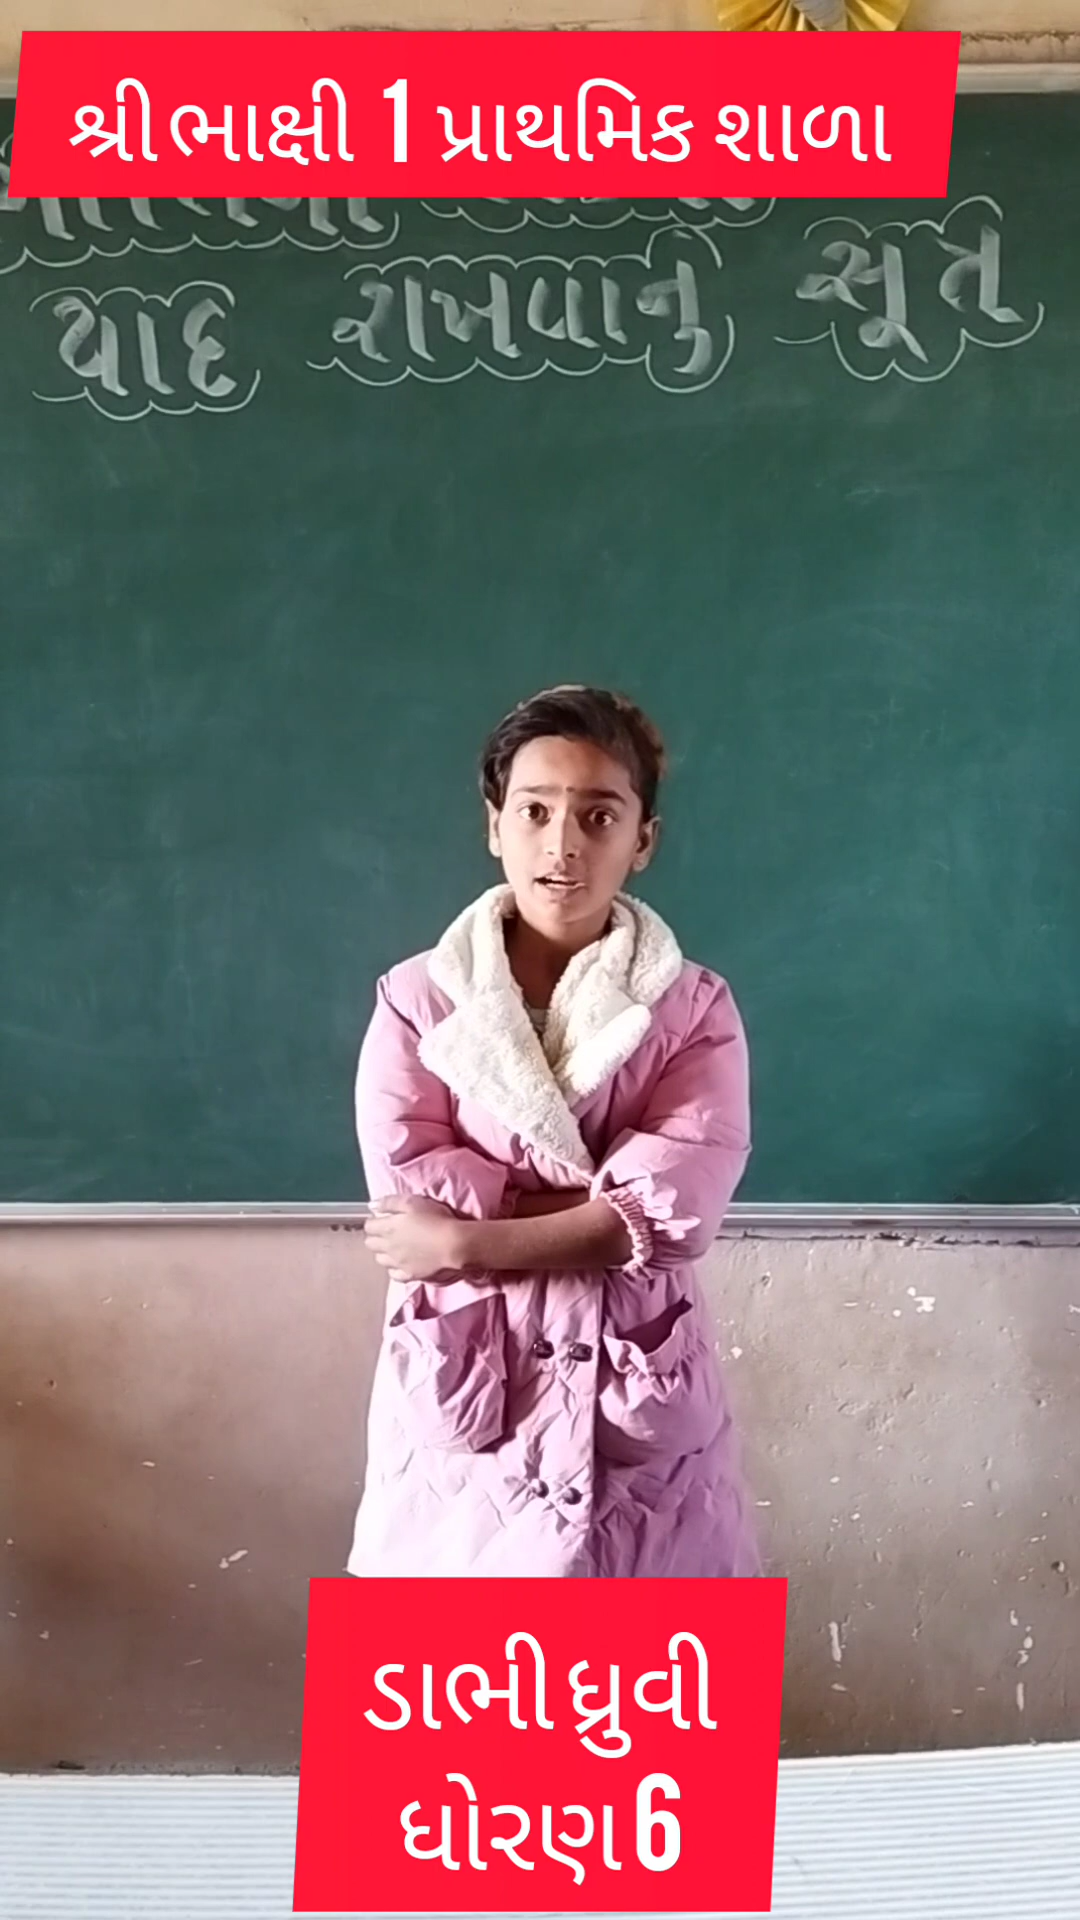 શ્રી ભાક્ષી 1 પ્રાથમિક શાળા
યાદ રાખવાનું સૂત્ર
ડાભી ધ્રુવી
ધોરણ 6